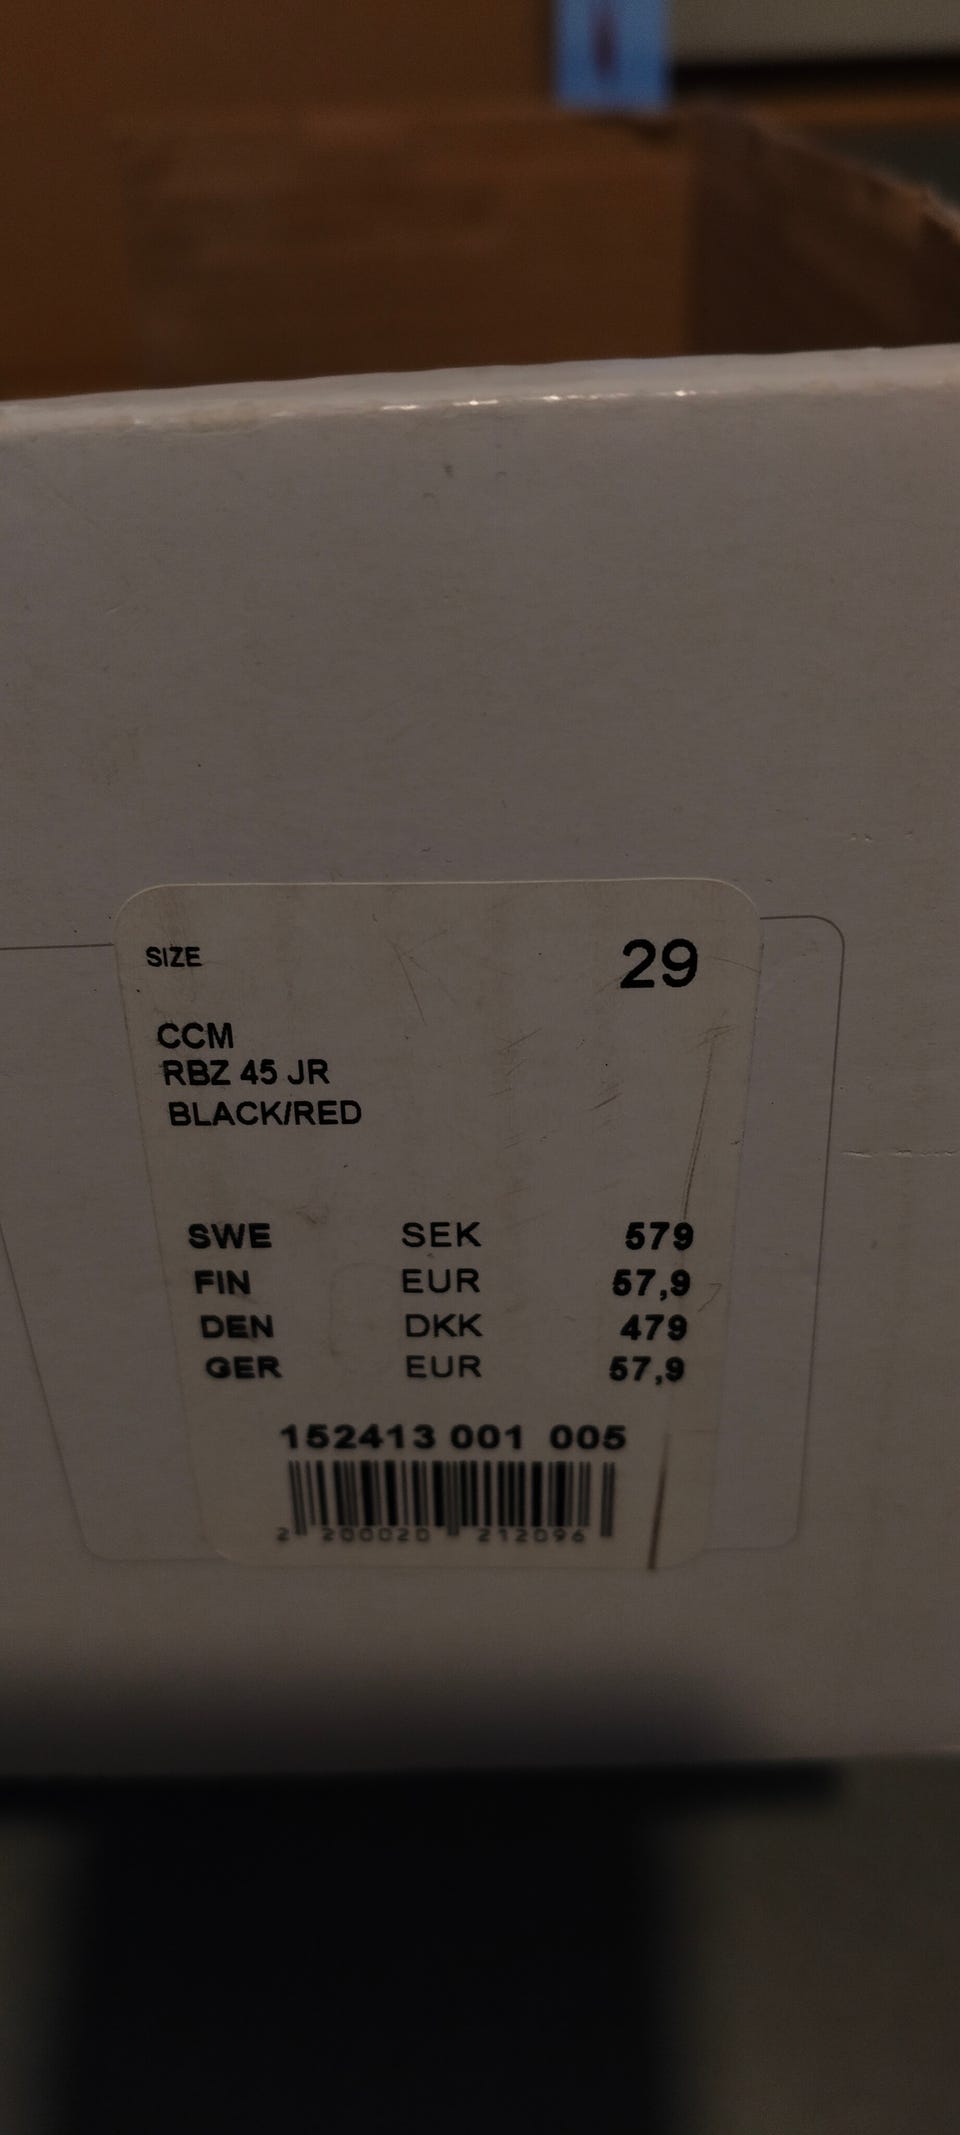 SIZE 29
CCM
RBZ 45 JR
BLACK/RED
SWE SEK 579
FIN EUR 57,9
DEN DKK 479
GER EUR 57,9
152413 001 005
2 200020 212096